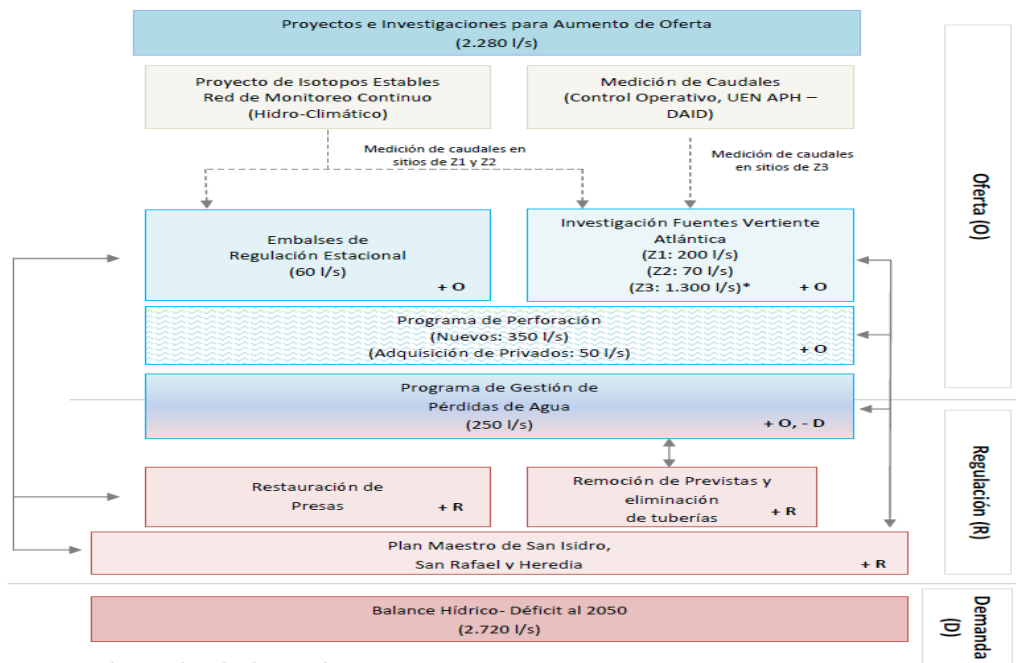 Proyectos e Investigaciones para Aumento de Oferta
(2.280 l/s)
Proyecto de Isotopos Estables
Red de Monitoreo Continuo
(Hidro-Climático)
Medición de Caudales
(Control Operativo, UEN APH –
DAID)
Medición de caudales en
sitios de Z1 y Z2
Medición de caudales
en sitios de Z3
Oferta (O)
Embalses de
Regulación Estacional
(60 l/s)
+ O
Investigación Fuentes Vertiente
Atlántica
(Z1: 200 l/s)
(Z2: 70 l/s)
(Z3: 1.300 l/s)*
+ O
Programa de Perforación
(Nuevos: 350 l/s)
(Adquisición de Privados: 50 l/s)
+ O
Programa de Gestión de
Pérdidas de Agua
(250 l/s)
+ O, - D
Regulación (R)
Restauración de
Presas
+ R
Remoción de Previstas y
eliminación
de tuberías
+ R
Plan Maestro de San Isidro,
San Rafael y Heredia
+ R
Balance Hídrico- Déficit al 2050
(2.720 l/s)
Demanda
(D)